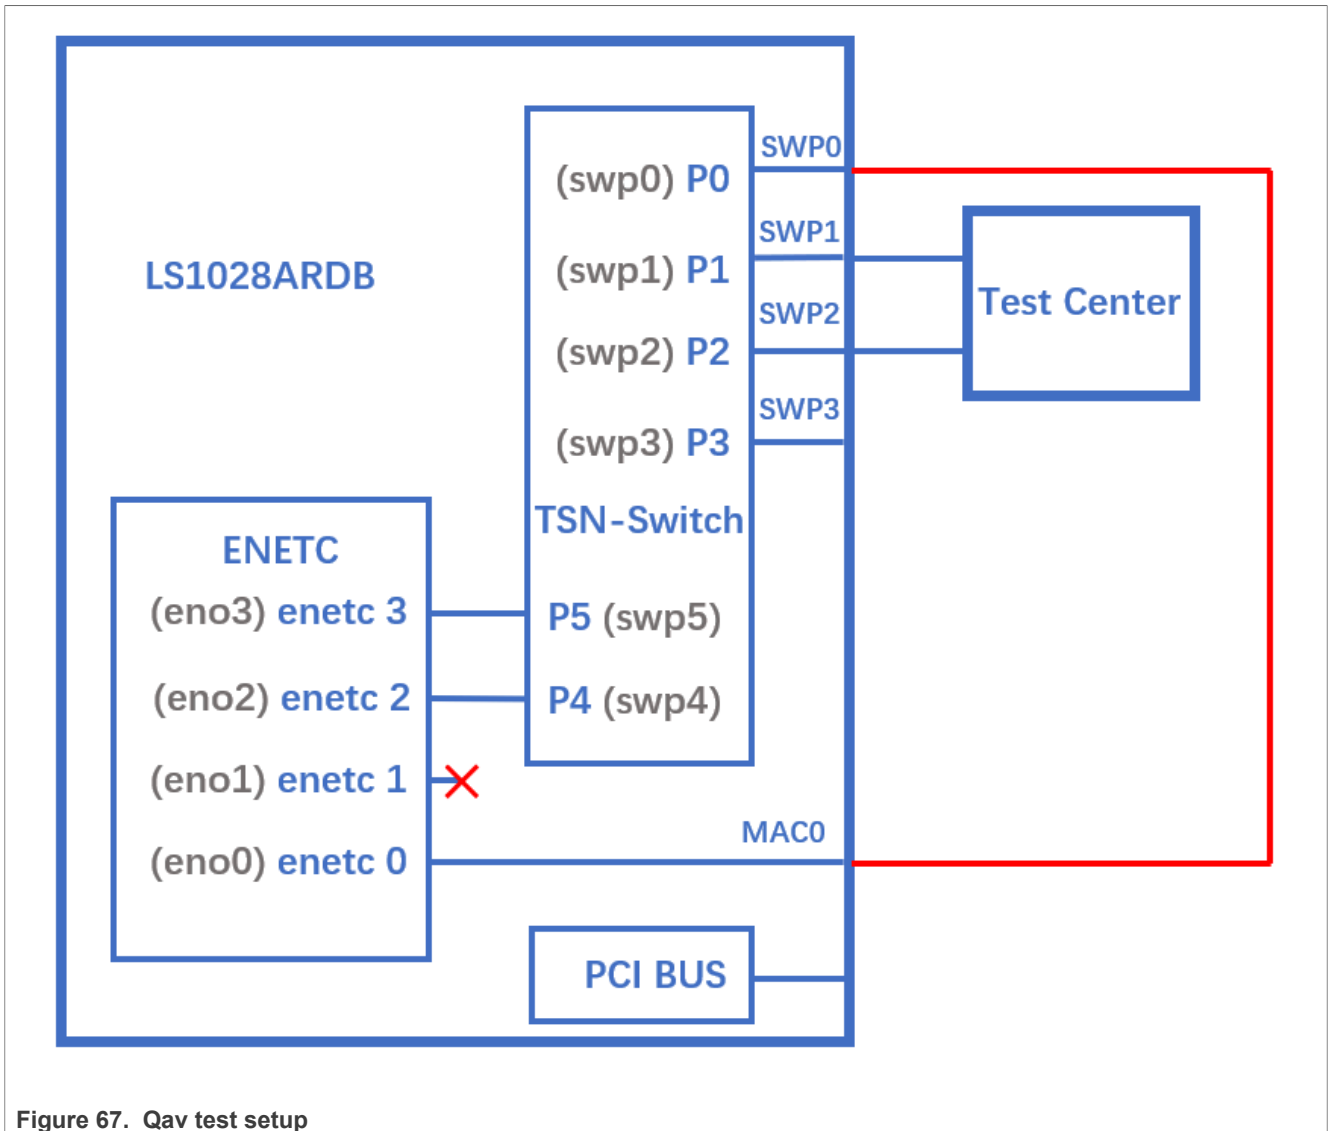 SWP0
(swp0) P0
SWP1
(swp1) P1
LS1028ARDB
Test Center
SWP2
(swp2) P2
SWP3
(swp3) P3
TSN-Switch
ENETC
(eno3) enetc 3
P5 (swp5)
(eno2) enetc 2
P4 (swp4)
(eno1) enetc 1
MAC0
(eno0) enetc 0
PCI BUS
Figure 67. Qav test setup